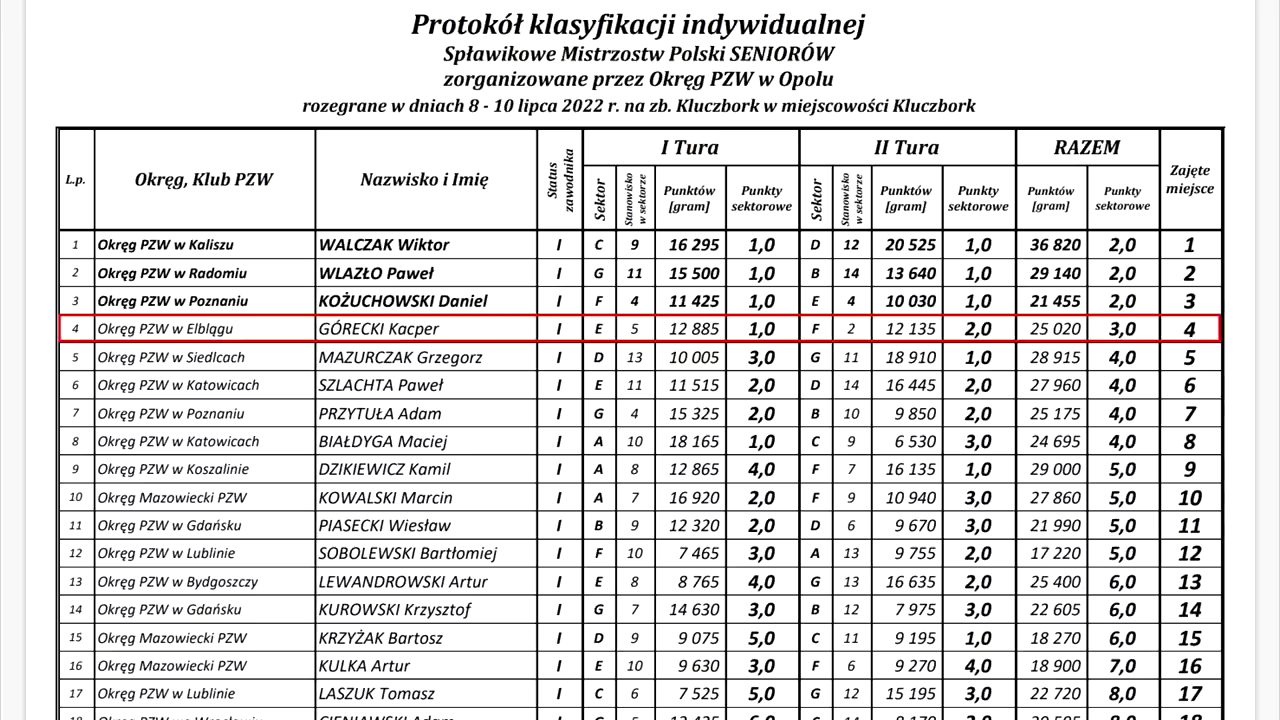 Protokół klasyfikacji indywidualnej
Spławikowe Mistrzostw Polski SENIORÓW
zorganizowane przez Okręg PZW w Opolu
rozegrane w dniach 8 - 10 lipca 2022 r. na zb. Kluczbork w miejscowości Kluczbork
L.p. Okręg, Klub PZW Nazwisko i Imię Status zawodnika I Tura II Tura RAZEM Zajęte miejsce
Sektor Stanowisko w sektorze Punktów [gram] Punkty sektorowe Sektor Stanowisko w sektorze Punktów [gram] Punkty sektorowe Punktów [gram] Punkty sektorowe
1 Okręg PZW w Kaliszu WALCZAK Wiktor I C 9 16 295 1,0 D 12 20 525 1,0 36 820 2,0 1
2 Okręg PZW w Radomiu WLAZŁO Paweł I G 11 15 500 1,0 B 14 13 640 1,0 29 140 2,0 2
3 Okręg PZW w Poznaniu KOŻUCHOWSKI Daniel I F 4 11 425 1,0 E 4 10 030 1,0 21 455 2,0 3
4 Okręg PZW w Elblągu GÓRECKI Kacper I E 5 12 885 1,0 F 2 12 135 2,0 25 020 3,0 4
5 Okręg PZW w Siedlcach MAZURCZAK Grzegorz I D 13 10 005 3,0 G 11 18 910 1,0 28 915 4,0 5
6 Okręg PZW w Katowicach SZLACHTA Paweł I E 11 11 515 2,0 D 14 16 445 2,0 27 960 4,0 6
7 Okręg PZW w Poznaniu PRZYTUŁA Adam I G 4 15 325 2,0 B 10 9 850 2,0 25 175 4,0 7
8 Okręg PZW w Katowicach BIAŁDYGA Maciej I A 10 18 165 1,0 C 9 6 530 3,0 24 695 4,0 8
9 Okręg PZW w Koszalinie DZIKIEWICZ Kamil I A 8 12 865 4,0 F 7 16 135 1,0 29 000 5,0 9
10 Okręg Mazowiecki PZW KOWALSKI Marcin I A 7 16 920 2,0 F 9 10 940 3,0 27 860 5,0 10
11 Okręg PZW w Gdańsku PIASECKI Wiesław I B 9 12 320 2,0 D 6 9 670 3,0 21 990 5,0 11
12 Okręg PZW w Lublinie SOBOLEWSKI Bartłomiej I F 10 7 465 3,0 A 13 9 755 2,0 17 220 5,0 12
13 Okręg PZW w Bydgoszczy LEWANDROWSKI Artur I E 8 8 765 4,0 G 13 16 635 2,0 25 400 6,0 13
14 Okręg PZW w Gdańsku KUROWSKI Krzysztof I G 7 14 630 3,0 B 12 7 975 3,0 22 605 6,0 14
15 Okręg Mazowiecki PZW KRZYŻAK Bartosz I D 9 9 075 5,0 C 11 9 195 1,0 18 270 6,0 15
16 Okręg Mazowiecki PZW KULKA Artur I E 10 9 630 3,0 F 6 9 270 4,0 18 900 7,0 16
17 Okręg PZW w Lublinie LASZUK Tomasz I C 6 7 525 5,0 G 12 15 195 3,0 22 720 8,0 17